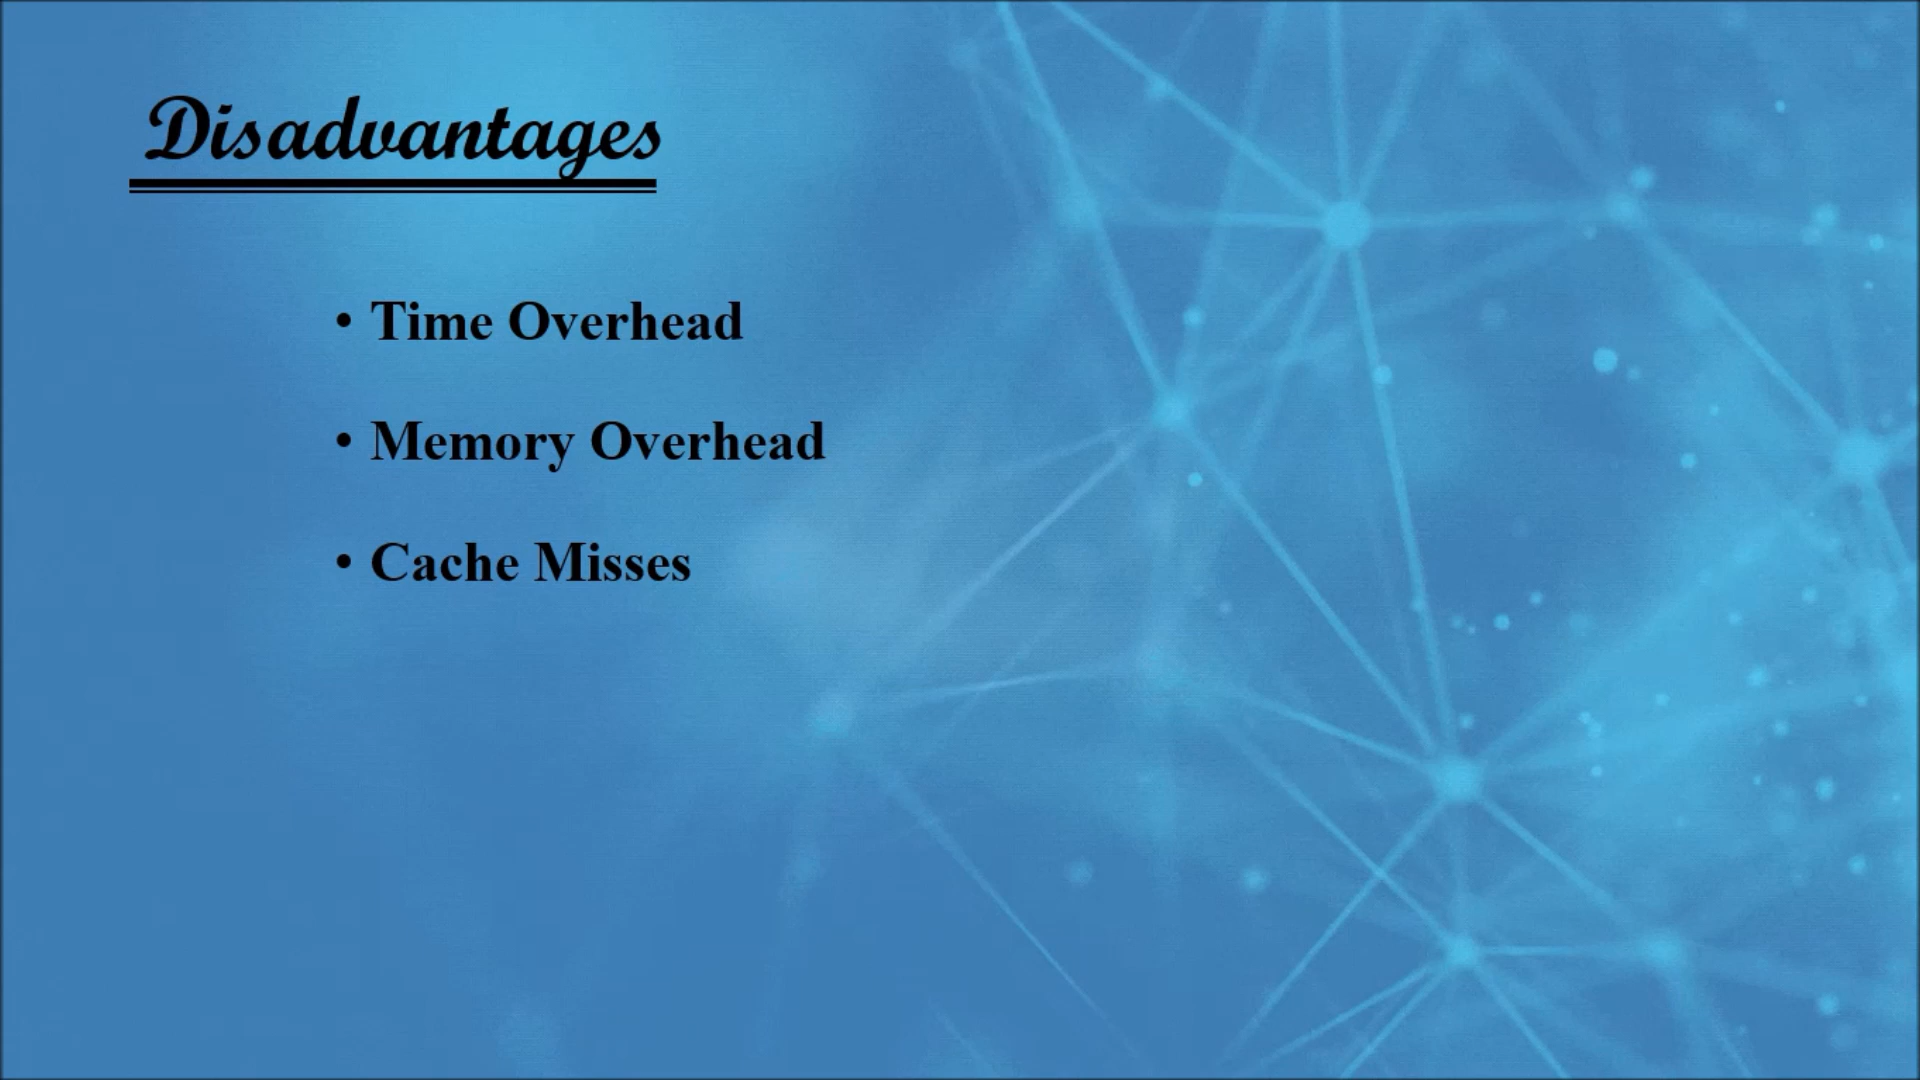 Disadvantages
• Time Overhead
• Memory Overhead
• Cache Misses